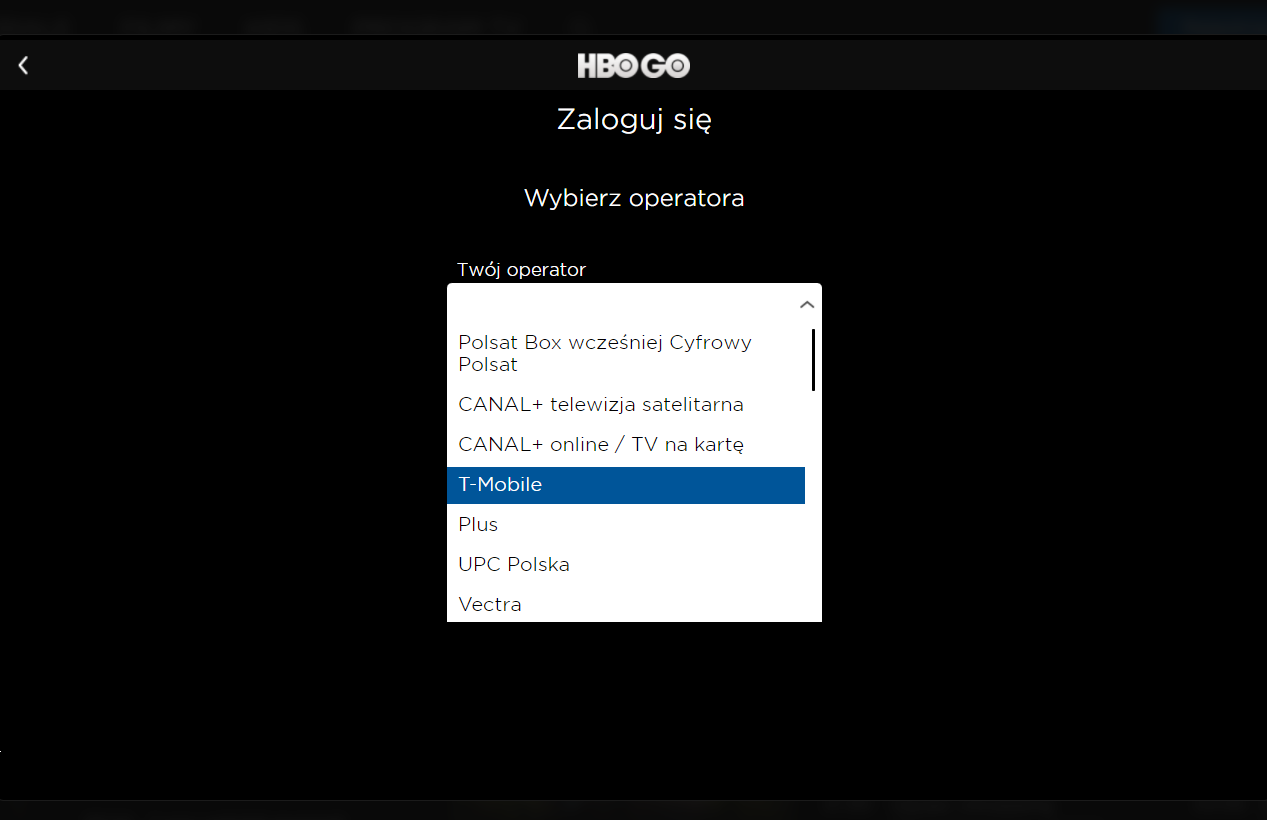 HBO GO
Zaloguj się
Wybierz operatora
Twój operator
Polsat Box wcześniej Cyfrowy
Polsat
CANAL+ telewizja satelitarna
CANAL+ online / TV na kartę
T-Mobile
Plus
UPC Polska
Vectra